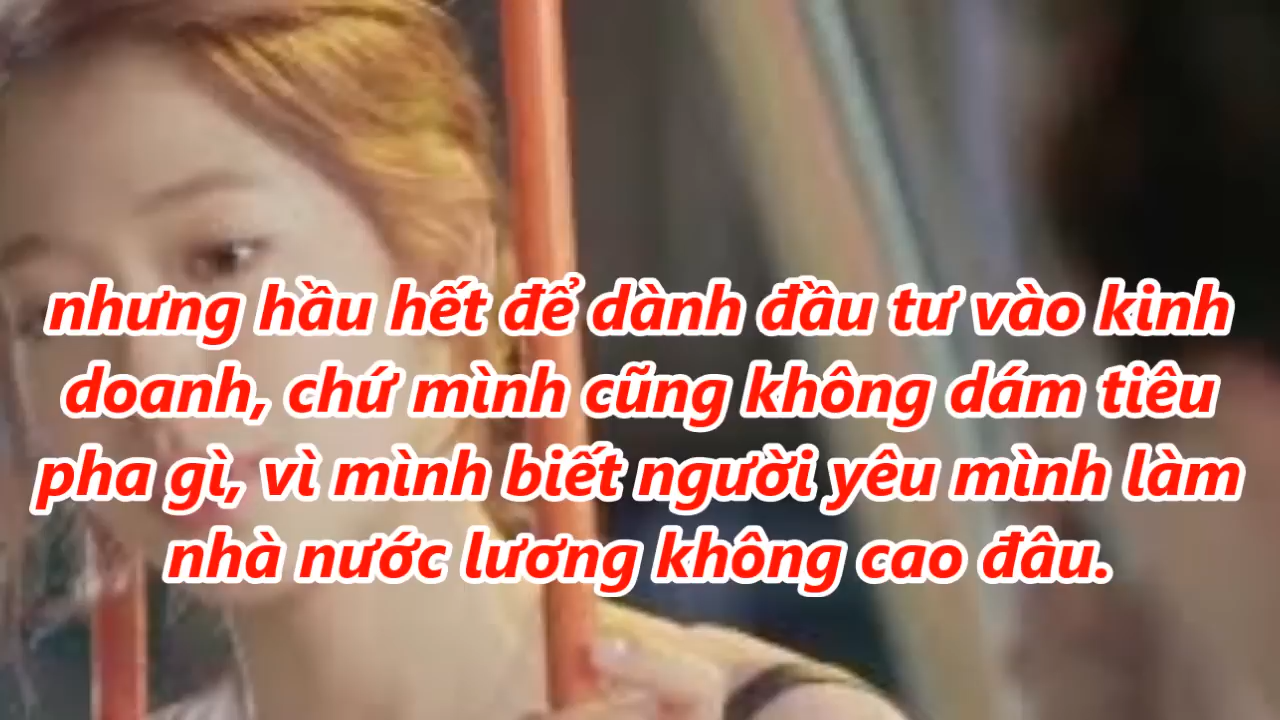 nhưng hầu hết để dành đầu tư vào kinh
doanh, chứ mình cũng không dám tiêu
pha gì, vì mình biết người yêu mình làm
nhà nước lương không cao đâu.